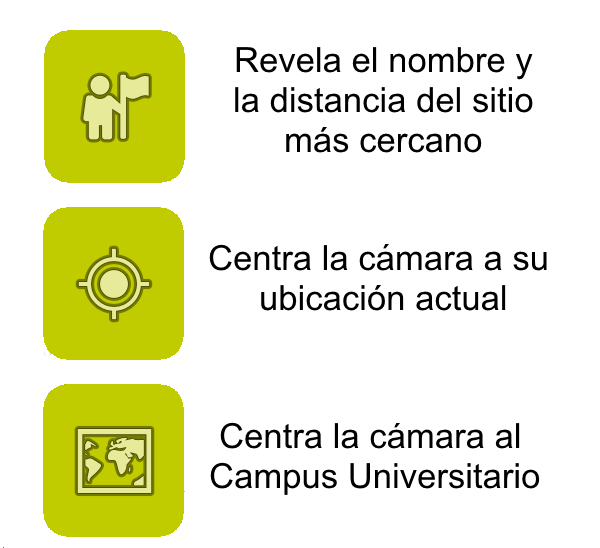 Revela el nombre y
la distancia del sitio
más cercano
Centra la cámara a su
ubicación actual
Centra la cámara al
Campus Universitario